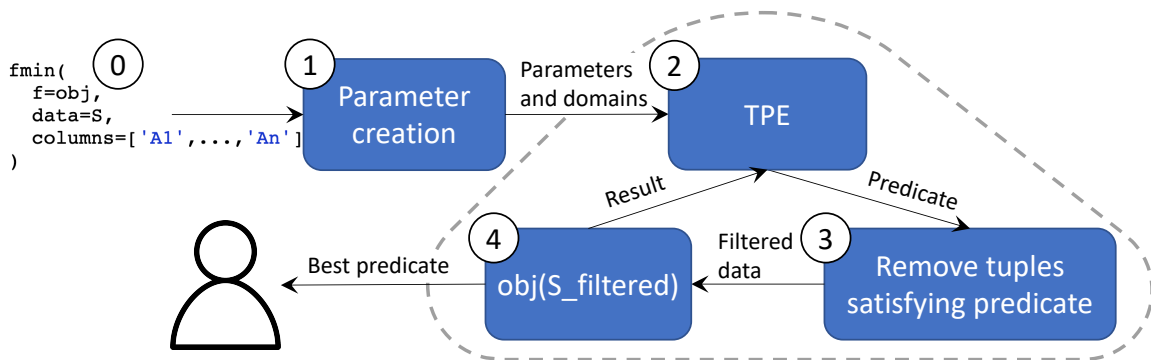 0
fmin(
f=obj,
data=S,
columns=['A1',...,'An']
)
1
Parameter
creation
Parameters
and domains
2
TPE
Result
Predicate
4
obj(S_filtered)
Filtered
data
3
Remove tuples
satisfying predicate
Best predicate